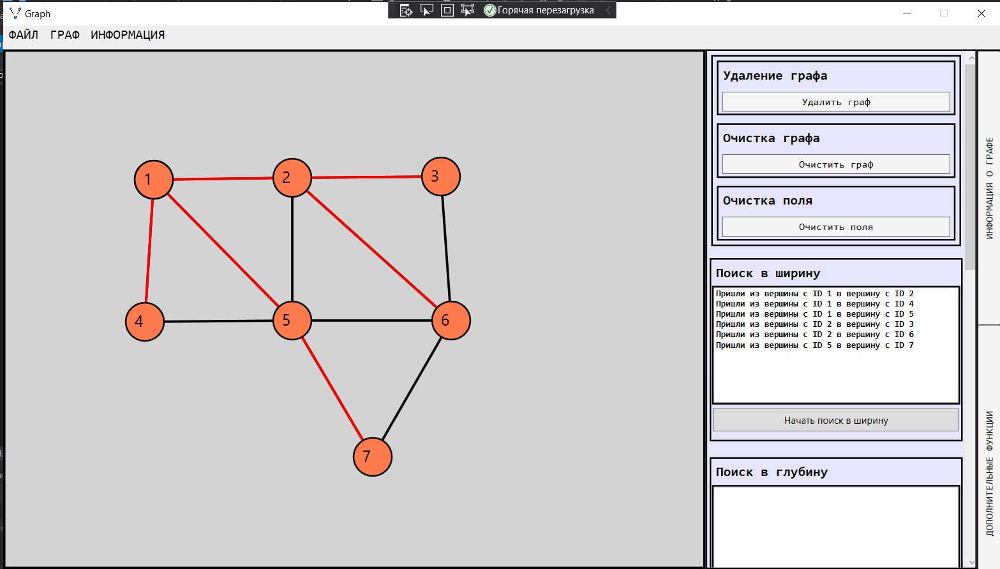 Горячая перезагрузка
Graph
ФАЙЛ ГРАФ ИНФОРМАЦИЯ
1
2
3
4
5
6
7
Удаление графа
Удалить граф
Очистка графа
Очистить граф
Очистка поля
Очистить поля
Поиск в ширину
Пришли из вершины с ID 1 в вершину с ID 2
Пришли из вершины с ID 1 в вершину с ID 4
Пришли из вершины с ID 1 в вершину с ID 5
Пришли из вершины с ID 2 в вершину с ID 3
Пришли из вершины с ID 2 в вершину с ID 6
Пришли из вершины с ID 5 в вершину с ID 7
Начать поиск в ширину
Поиск в глубину
ИНФОРМАЦИЯ О ГРАФЕ
ДОПОЛНИТЕЛЬНЫЕ ФУНКЦИИ